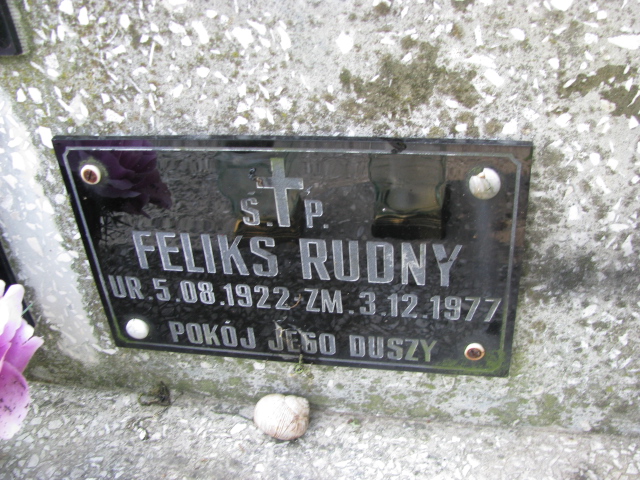 Ś. P.
FELIKS RUDNY
UR. 5.08.1922 ZM. 3.12.1977
POKÓJ JEGO DUSZY